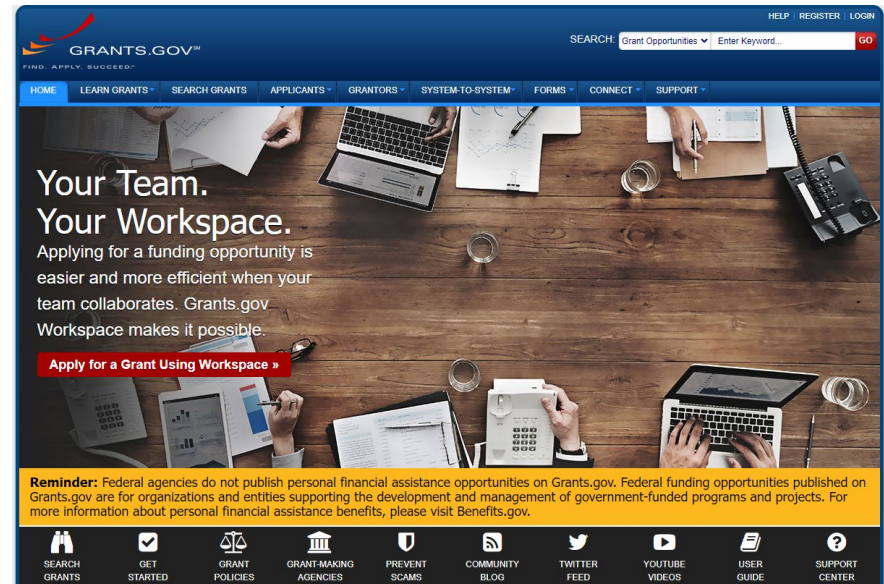 HELP | REGISTER | LOGIN
GRANTS.GOV℠
FIND. APPLY. SUCCEED.℠
SEARCH: Grant Opportunities Enter Keyword... GO
HOME LEARN GRANTS SEARCH GRANTS APPLICANTS GRANTORS SYSTEM-TO-SYSTEM FORMS CONNECT SUPPORT
Your Team.
Your Workspace.
Applying for a funding opportunity is
easier and more efficient when your
team collaborates. Grants.gov
Workspace makes it possible.
Apply for a Grant Using Workspace »
Reminder: Federal agencies do not publish personal financial assistance opportunities on Grants.gov. Federal funding opportunities published on
Grants.gov are for organizations and entities supporting the development and management of government-funded programs and projects. For
more information about personal financial assistance benefits, please visit Benefits.gov.
SEARCH GET GRANT GRANT-MAKING PREVENT COMMUNITY TWITTER YOUTUBE USER SUPPORT
GRANTS STARTED POLICIES AGENCIES SCAMS BLOG FEED VIDEOS GUIDE CENTER